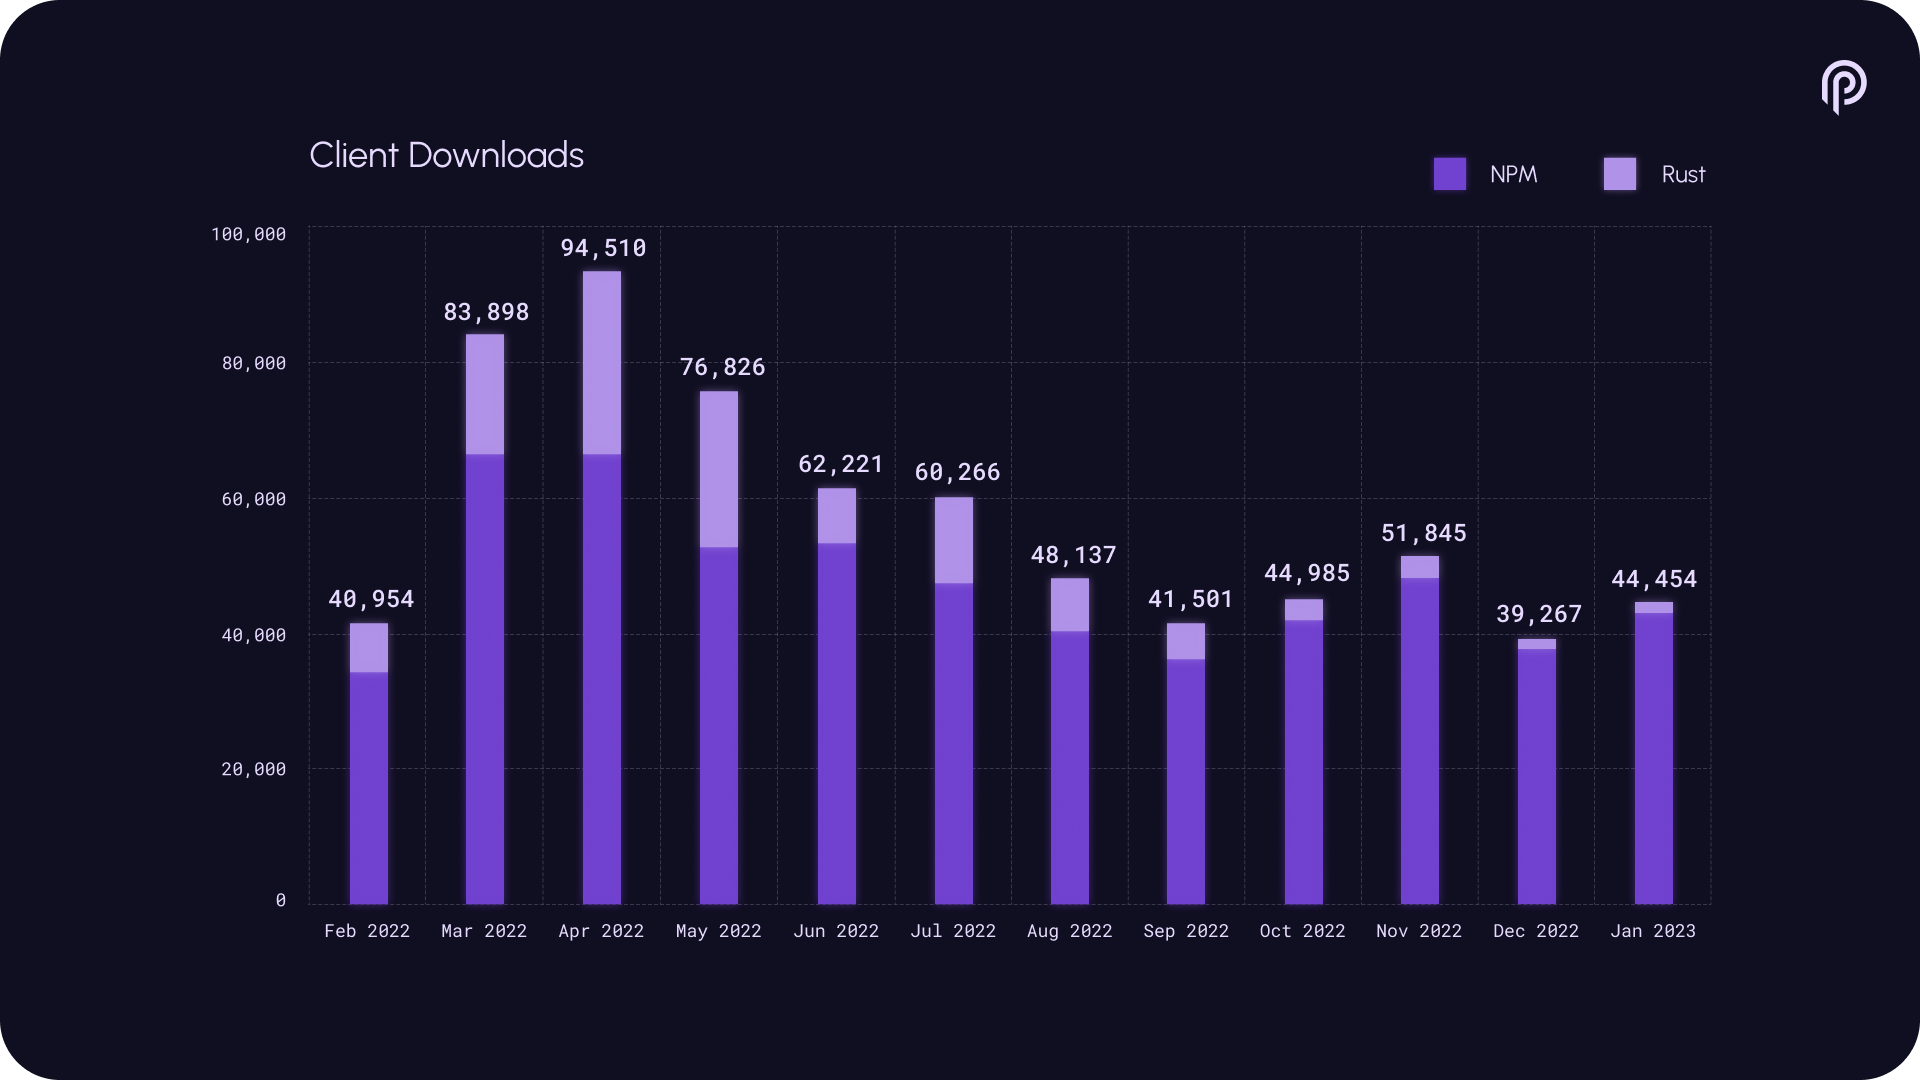 Client Downloads
NPM
Rust
100,000
80,000
60,000
40,000
20,000
0
40,954
83,898
94,510
76,826
62,221
60,266
48,137
41,501
44,985
51,845
39,267
44,454
Feb 2022
Mar 2022
Apr 2022
May 2022
Jun 2022
Jul 2022
Aug 2022
Sep 2022
Oct 2022
Nov 2022
Dec 2022
Jan 2023